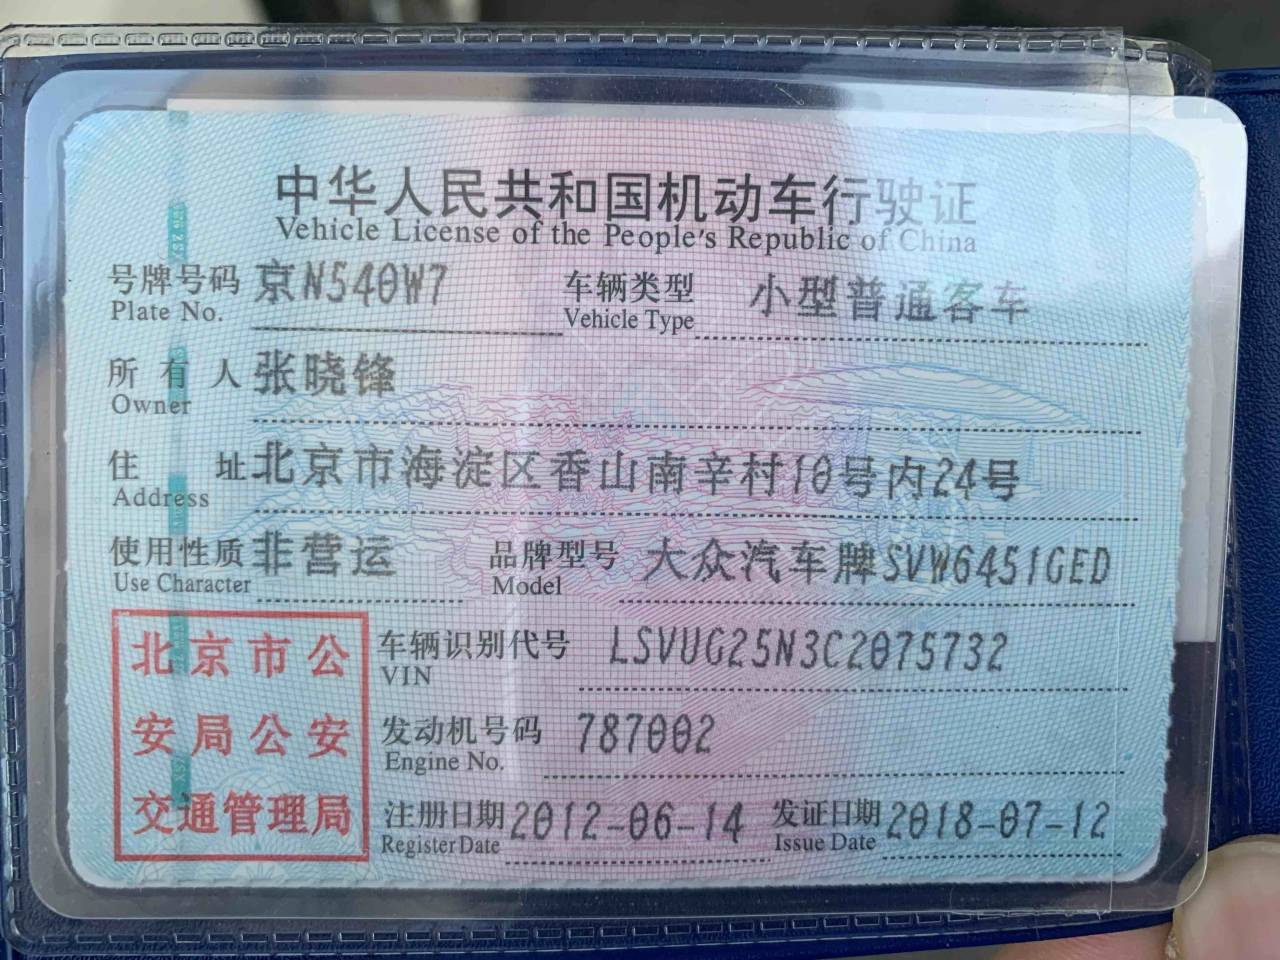 中华人民共和国机动车行驶证
Vehicle License of the People's Republic of China
号牌号码 京N540W7 车辆类型 小型普通客车
Plate No. Vehicle Type
所有人 张晓锋
Owner
住址 北京市海淀区香山南辛村10号内24号
Address
使用性质 非营运 品牌型号 大众汽车牌SVW6451GED
Use Character Model
北京市公
安局公安
交通管理局
车辆识别代号 LSVUG25N3C2075732
VIN
发动机号码 787002
Engine No.
注册日期 2012-06-14 发证日期 2018-07-12
Register Date Issue Date